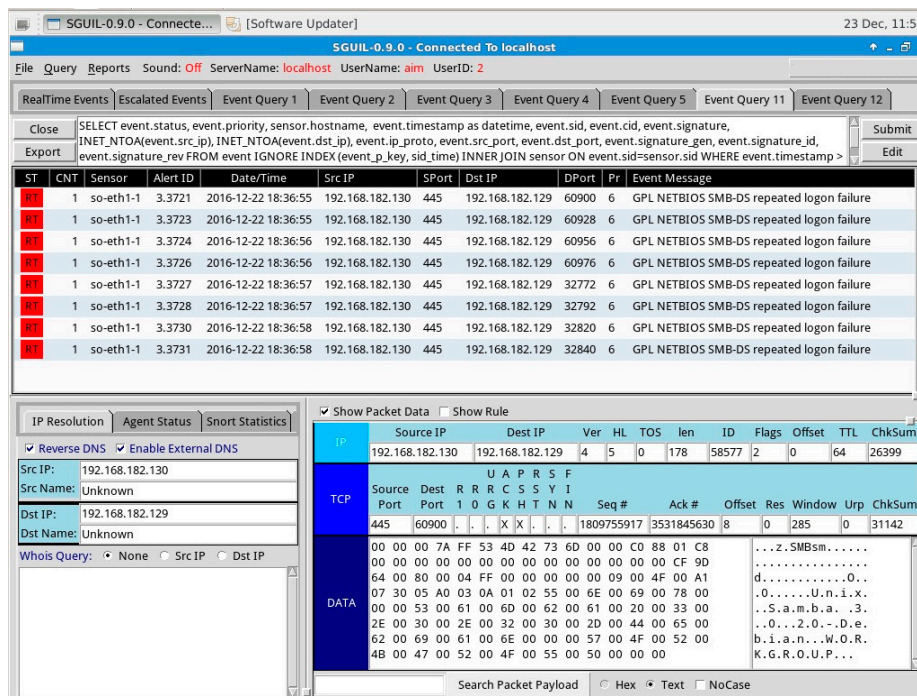 SGUIL-0.9.0 - Connecte... [Software Updater] 23 Dec, 11:5
SGUIL-0.9.0 - Connected To localhost
File Query Reports Sound: Off ServerName: localhost UserName: aim UserID: 2
RealTime Events Escalated Events Event Query 1 Event Query 2 Event Query 3 Event Query 4 Event Query 5 Event Query 11 Event Query 12
Close SELECT event.status, event.priority, sensor.hostname, event.timestamp as datetime, event.sid, event.cid, event.signature, Submit
INET_NTOA(event.src_ip), INET_NTOA(event.dst_ip), event.ip_proto, event.src_port, event.dst_port, event.signature_gen, event.signature_id,
Export event.signature_rev FROM event IGNORE INDEX (event_p_key, sid_time) INNER JOIN sensor ON event.sid=sensor.sid WHERE event.timestamp > Edit
ST CNT Sensor Alert ID Date/Time Src IP SPort Dst IP DPort Pr Event Message
RT 1 so-eth1-1 3.3721 2016-12-22 18:36:55 192.168.182.130 445 192.168.182.129 60900 6 GPL NETBIOS SMB-DS repeated logon failure
RT 1 so-eth1-1 3.3723 2016-12-22 18:36:55 192.168.182.130 445 192.168.182.129 60928 6 GPL NETBIOS SMB-DS repeated logon failure
RT 1 so-eth1-1 3.3724 2016-12-22 18:36:56 192.168.182.130 445 192.168.182.129 60956 6 GPL NETBIOS SMB-DS repeated logon failure
RT 1 so-eth1-1 3.3726 2016-12-22 18:36:56 192.168.182.130 445 192.168.182.129 60976 6 GPL NETBIOS SMB-DS repeated logon failure
RT 1 so-eth1-1 3.3727 2016-12-22 18:36:57 192.168.182.130 445 192.168.182.129 32772 6 GPL NETBIOS SMB-DS repeated logon failure
RT 1 so-eth1-1 3.3728 2016-12-22 18:36:57 192.168.182.130 445 192.168.182.129 32792 6 GPL NETBIOS SMB-DS repeated logon failure
RT 1 so-eth1-1 3.3730 2016-12-22 18:36:58 192.168.182.130 445 192.168.182.129 32820 6 GPL NETBIOS SMB-DS repeated logon failure
RT 1 so-eth1-1 3.3731 2016-12-22 18:36:58 192.168.182.130 445 192.168.182.129 32840 6 GPL NETBIOS SMB-DS repeated logon failure
IP Resolution Agent Status Snort Statistics
Reverse DNS Enable External DNS
Src IP: 192.168.182.130
Src Name: Unknown
Dst IP: 192.168.182.129
Dst Name: Unknown
Whois Query: None Src IP Dst IP
Show Packet Data Show Rule
IP Source IP Dest IP Ver HL TOS len ID Flags Offset TTL ChkSum
192.168.182.130 192.168.182.129 4 5 0 178 58577 2 0 64 26399
U A P R S F
TCP Source Dest R R R C S S Y I
Port Port 1 0 G K H T N N Seq # Ack # Offset Res Window Urp ChkSum
445 60900 . . . X X . . . 1809755917 3531845630 8 0 285 0 31142
DATA
00 00 00 7A FF 53 4D 42 73 6D 00 00 C0 88 01 C8 ...z.SMBsm......
00 00 00 00 00 00 00 00 00 00 00 00 00 00 CF 9D ................
64 00 80 00 04 FF 00 00 00 00 00 09 00 4F 00 A1 d............O..
07 30 05 A0 03 0A 01 02 55 00 6E 00 69 00 78 00 .0......U.n.i.x.
00 00 53 00 61 00 6D 00 62 00 61 00 20 00 33 00 ..S.a.m.b.a. .3.
2E 00 30 00 2E 00 32 00 30 00 2D 00 44 00 65 00 ..0...2.0.-.D.e.
62 00 69 00 61 00 6E 00 00 00 57 00 4F 00 52 00 b.i.a.n...W.O.R.
4B 00 47 00 52 00 4F 00 55 00 50 00 00 00 K.G.R.O.U.P...
Search Packet Payload Hex Text NoCase